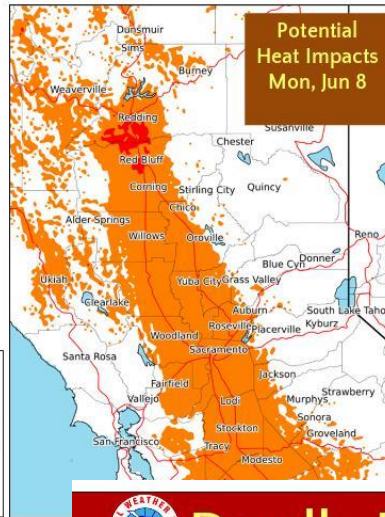 Potential
Heat Impacts
Mon, Jun 8
Dunsmuir
Sims
Burney
Weaverville
Redding
Susanville
Chester
Red Bluff
Corning
Stirling City
Quincy
Chico
Alder Springs
Willows
Oroville
Reno
Donner
Blue Cyn
Ukiah
Yuba City
Grass Valley
Clearlake
Auburn
South Lake Taho
Roseville
Placerville
Kyburz
Woodland
Sacramento
Santa Rosa
Jackson
Fairfield
Strawberry
Vallejo
Lodi
Murphys
Sonora
Stockton
Groveland
San Francisco
Tracy
Modesto
WEATHER